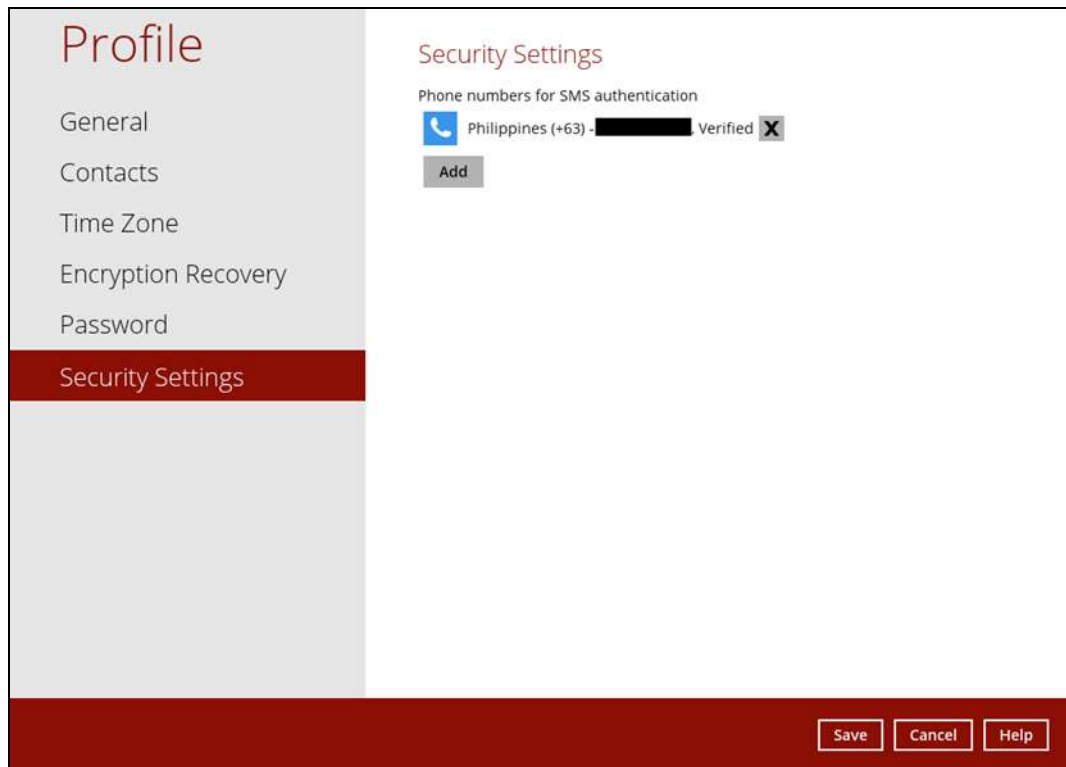 Profile
General
Contacts
Time Zone
Encryption Recovery
Password
Security Settings
Security Settings
Phone numbers for SMS authentication
Philippines (+63) - , Verified X
Add
Save Cancel Help